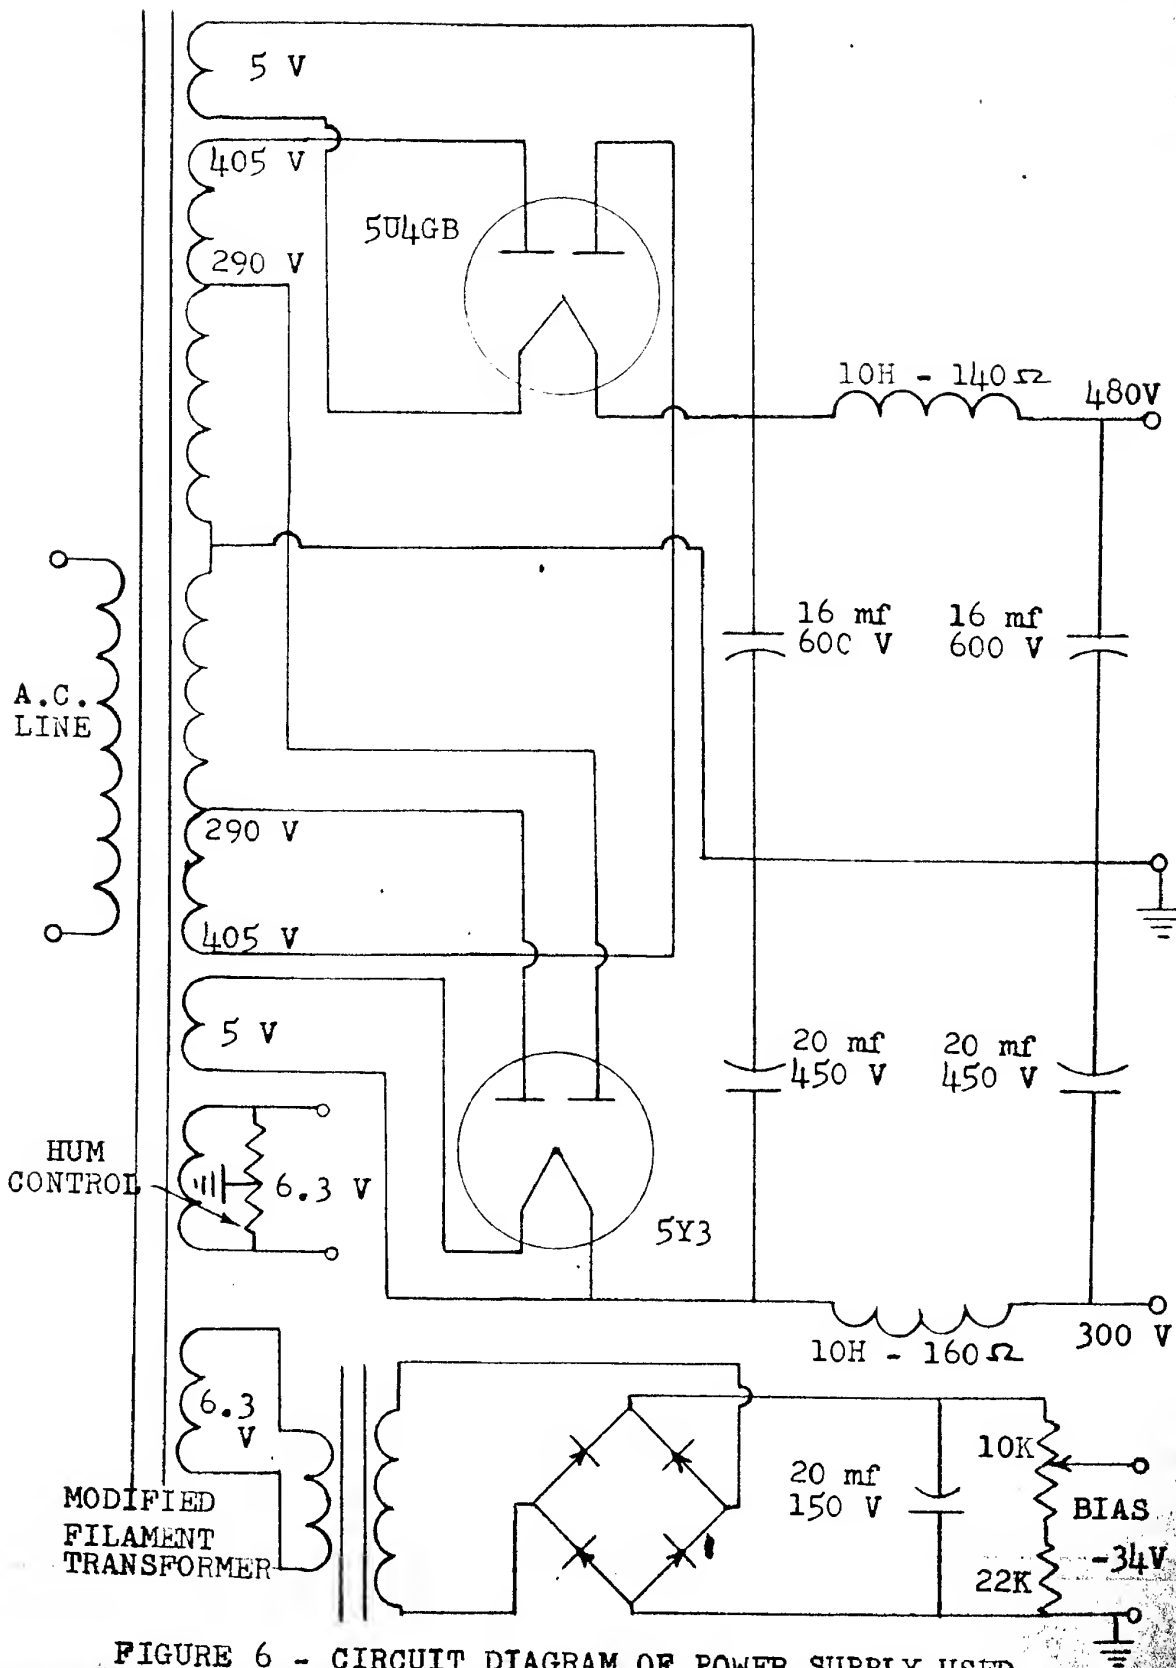 5 V
405 V
5U4GB
290 V
10H - 140Ω
480V
16 mf
600 V
16 mf
600 V
A.C.
LINE
290 V
405 V
5 V
20 mf
450 V
20 mf
450 V
HUM
CONTROL
6.3 V
5Y3
300 V
10H - 160Ω
6.3
V
10K
20 mf
150 V
BIAS
-34V
22K
MODIFIED
FILAMENT
TRANSFORMER
FIGURE 6 - CIRCUIT DIAGRAM OF POWER SUPPLY USED